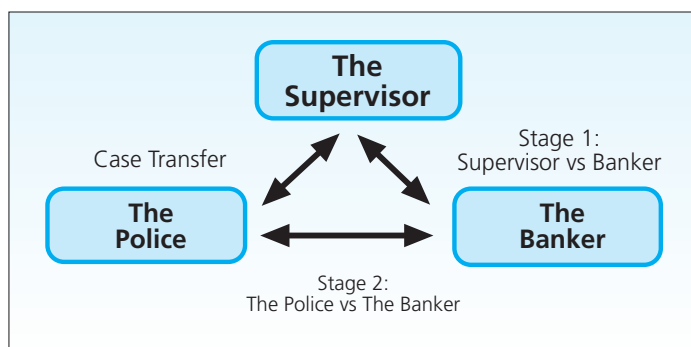 The
Supervisor
Case Transfer
Stage 1:
Supervisor vs Banker
The
Police
The
Banker
Stage 2:
The Police vs The Banker